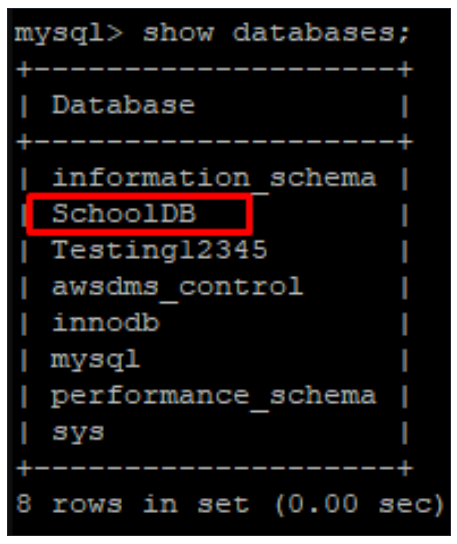 mysql> show databases;
+--------------------+
| Database           |
+--------------------+
| information_schema |
| SchoolDB           |
| Testing12345       |
| awsdms_control     |
| innodb             |
| mysql              |
| performance_schema |
| sys                |
+--------------------+
8 rows in set (0.00 sec)